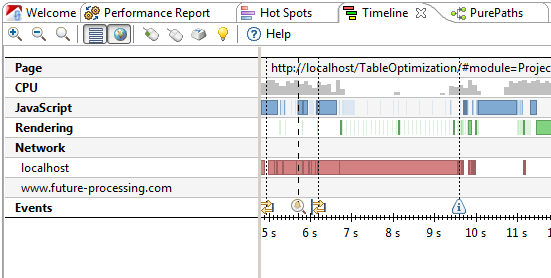 Welcome Performance Report Hot Spots Timeline PurePaths
Help
Page http://localhost/TableOptimization/#module=Projec
CPU
JavaScript
Rendering
Network
localhost
www.future-processing.com
Events
5 s 6 s 7 s 8 s 9 s 10 s 11 s 1